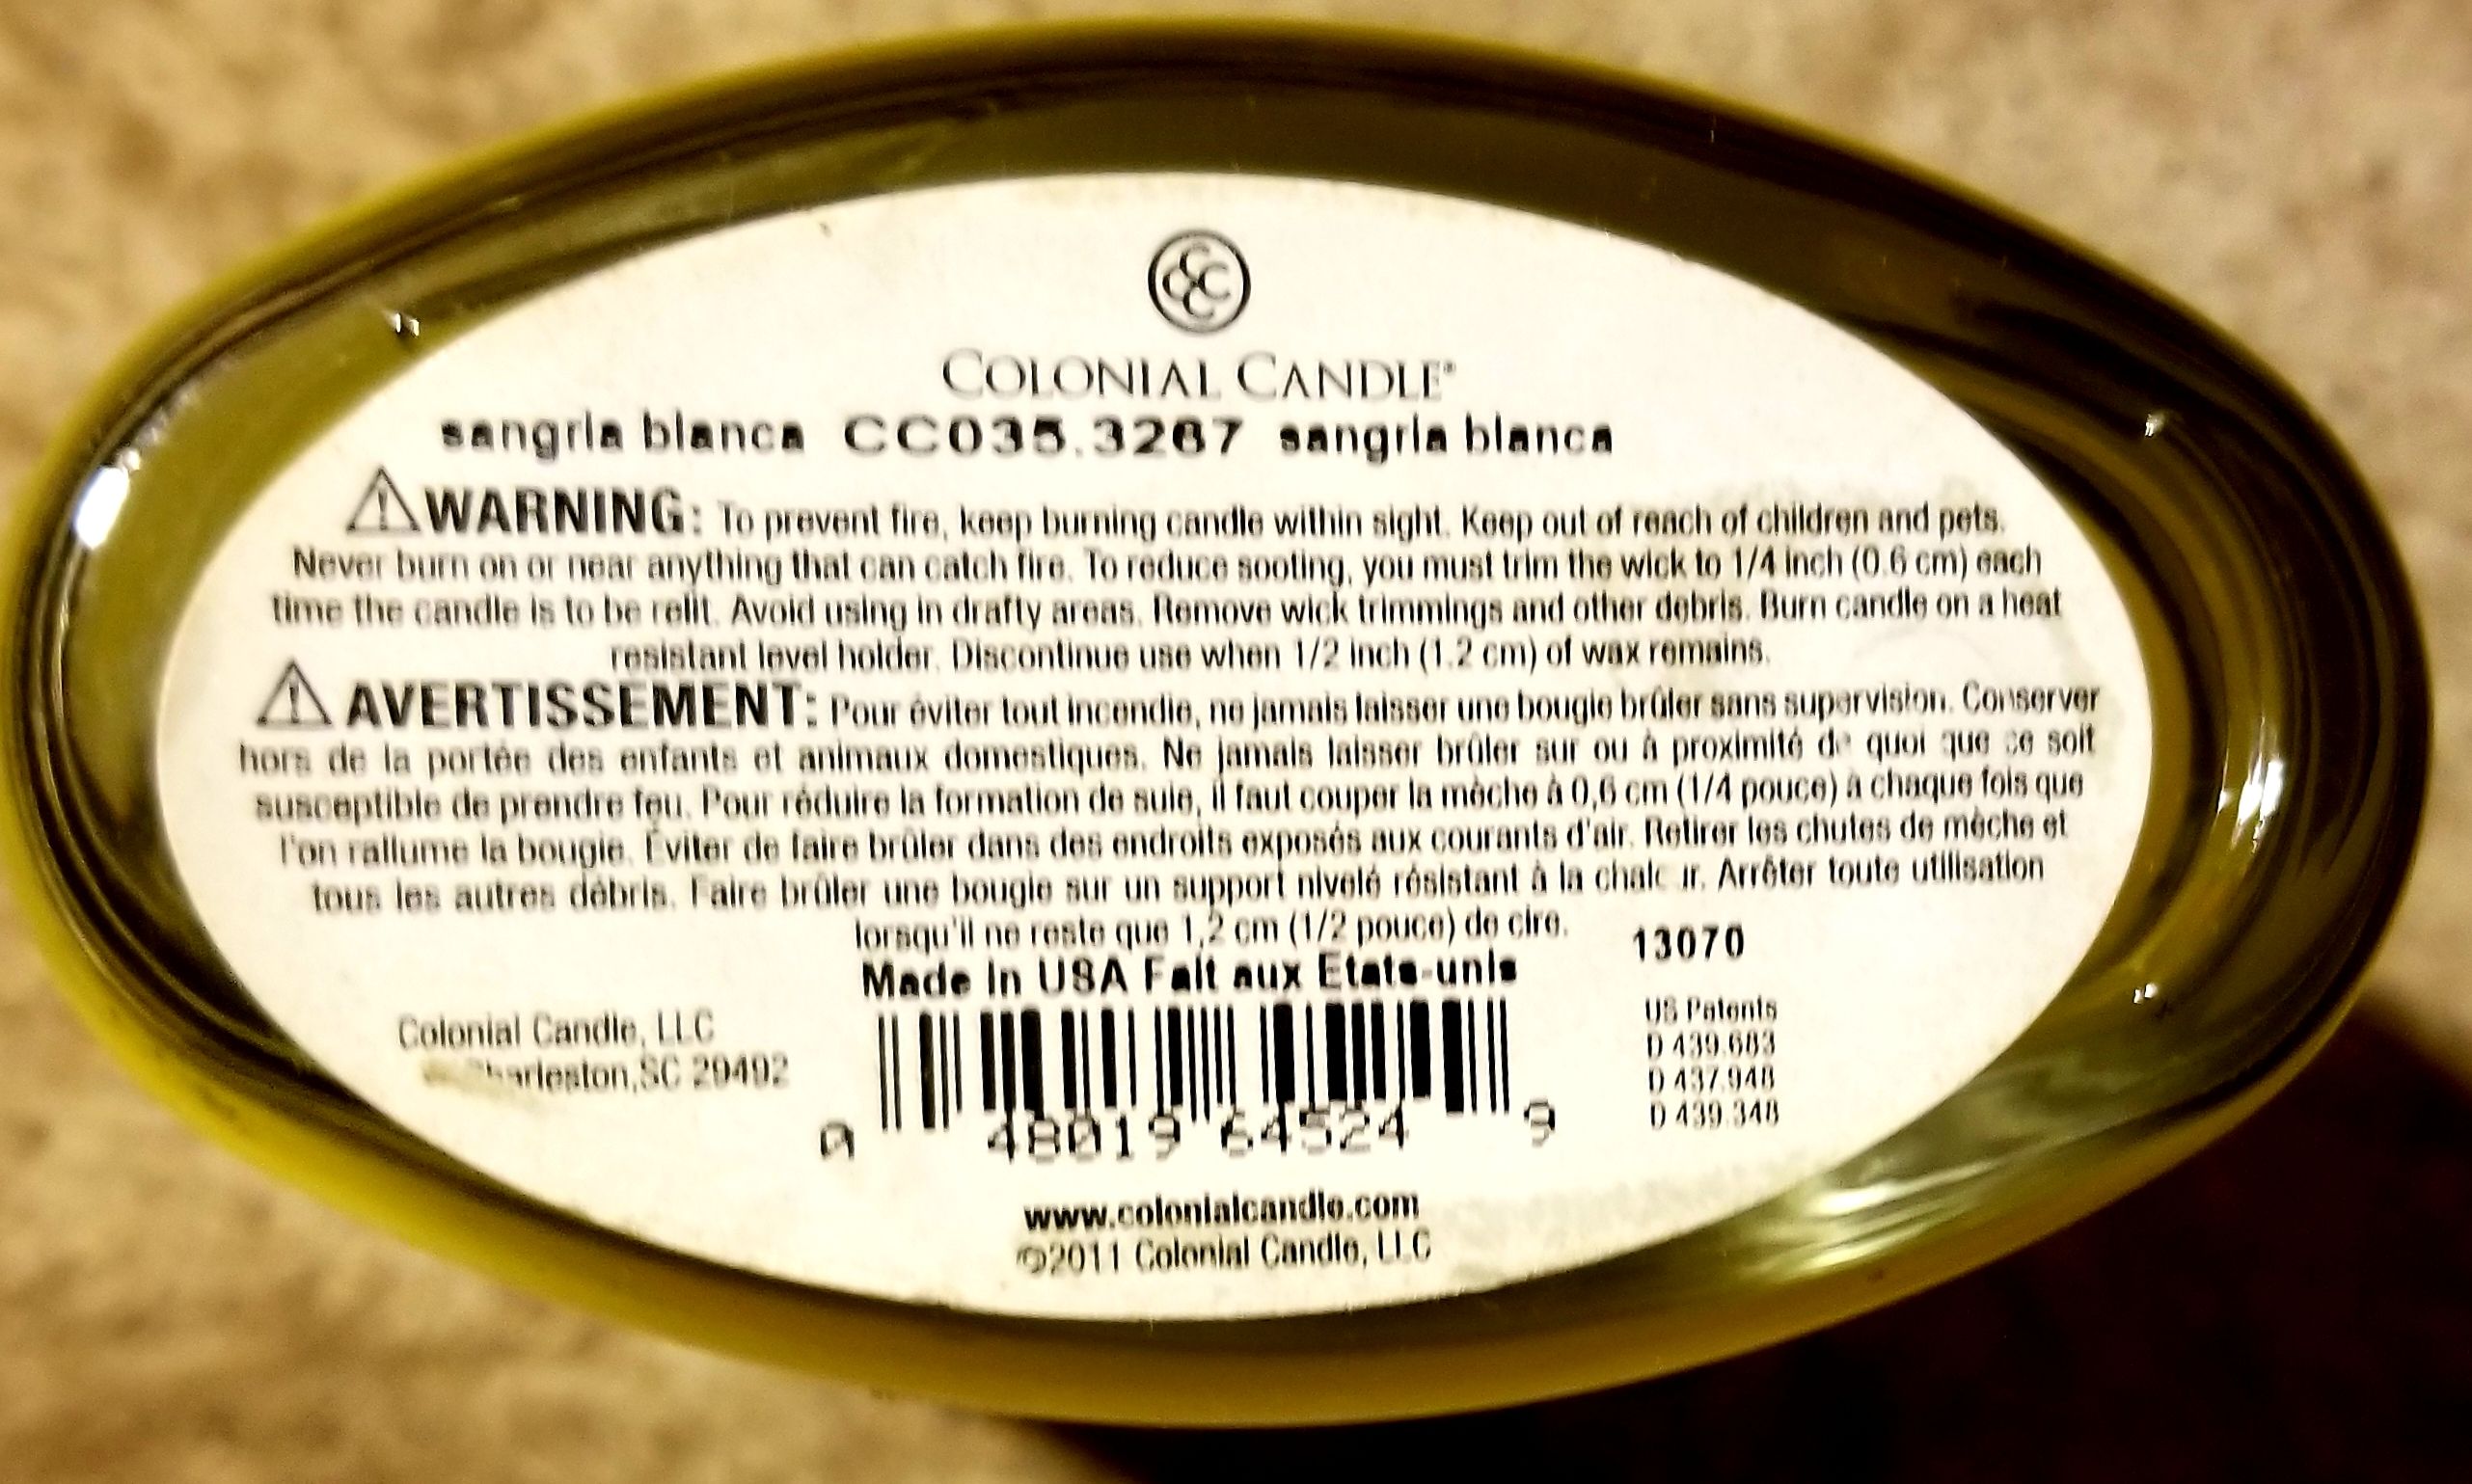 COLONIAL CANDLE®
sangria blanca CC035.3267 sangria blanca
WARNING: To prevent fire, keep burning candle within sight. Keep out of reach of children and pets.
Never burn on or near anything that can catch fire. To reduce sooting, you must trim the wick to 1/4 inch (0.6 cm) each
time the candle is to be relit. Avoid using in drafty areas. Remove wick trimmings and other debris. Burn candle on a heat
resistant level holder. Discontinue use when 1/2 inch (1.2 cm) of wax remains.
AVERTISSEMENT: Pour éviter tout incendie, ne jamais laisser une bougie brûler sans supervision. Conserver
hors de la portée des enfants et animaux domestiques. Ne jamais laisser brûler sur ou à proximité de quoi que ce soit
susceptible de prendre feu. Pour réduire la formation de suie, il faut couper la mèche à 0,6 cm (1/4 pouce) à chaque fois que
l'on rallume la bougie. Éviter de faire brûler dans des endroits exposés aux courants d'air. Retirer les chutes de mèche et
tous les autres débris. Faire brûler une bougie sur un support nivelé résistant à la chaleur. Arrêter toute utilisation
lorsqu'il ne reste que 1,2 cm (1/2 pouce) de cire.
13070
Made in USA Fait aux Etats-unis
Colonial Candle, LLC
Charleston,SC 29492
0 48019 64524 9
US Patents
D 439.683
D 437.948
D 439.348
www.colonialcandle.com
©2011 Colonial Candle, LLC